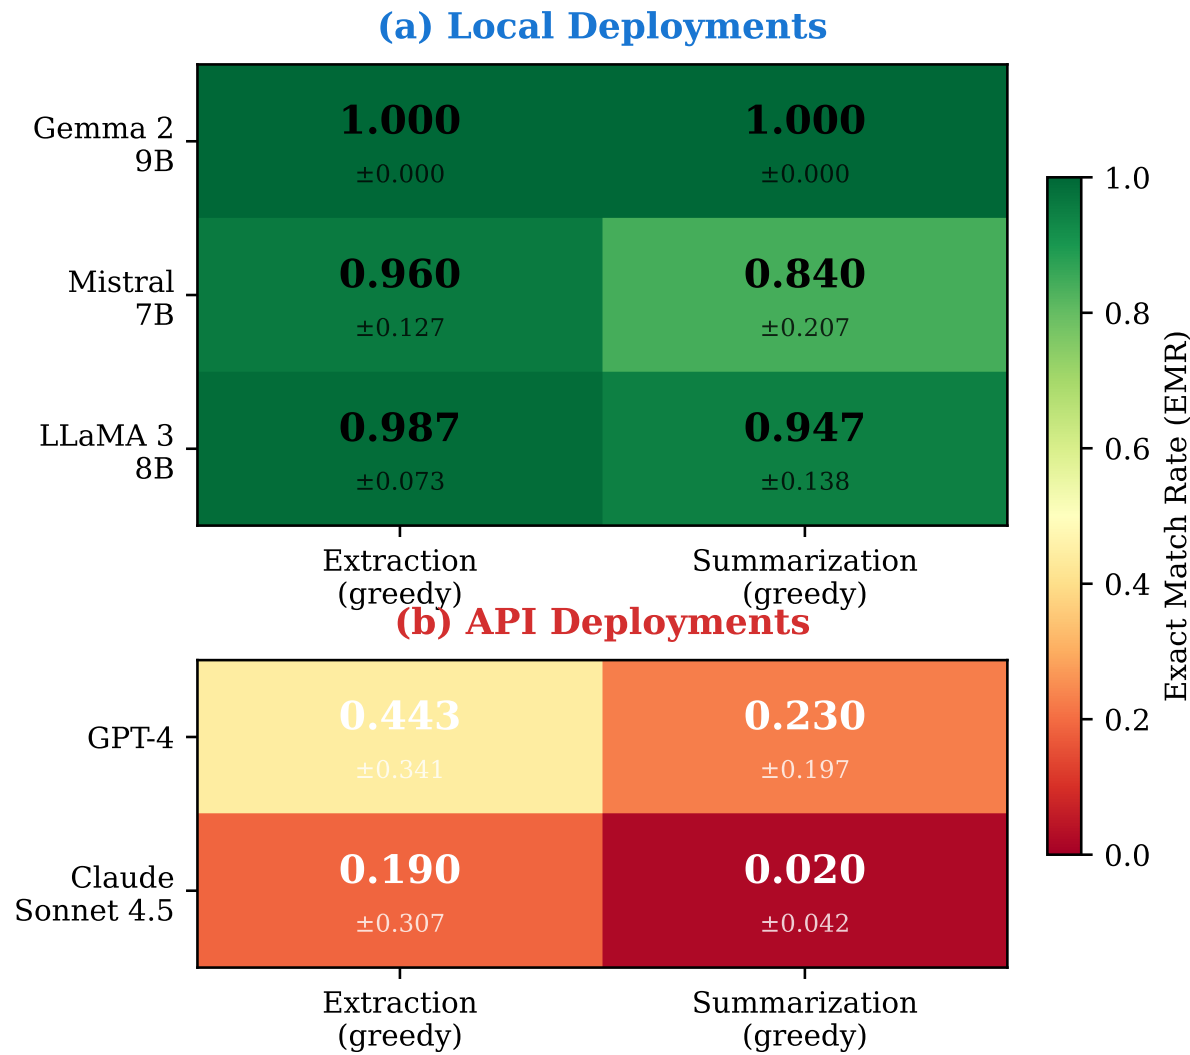 (a) Local Deployments
Gemma 2
9B
1.000
1.000
±0.000
±0.000
Mistral
7B
0.960
0.840
±0.127
±0.207
LLaMA 3
8B
0.987
0.947
±0.073
±0.138
Extraction
(greedy)
Summarization
(greedy)
(b) API Deployments
GPT-4
0.443
0.230
±0.341
±0.197
Claude
Sonnet 4.5
0.190
0.020
±0.307
±0.042
Extraction
(greedy)
Summarization
(greedy)
1.0
0.8
0.6
0.4
0.2
0.0
Exact Match Rate (EMR)